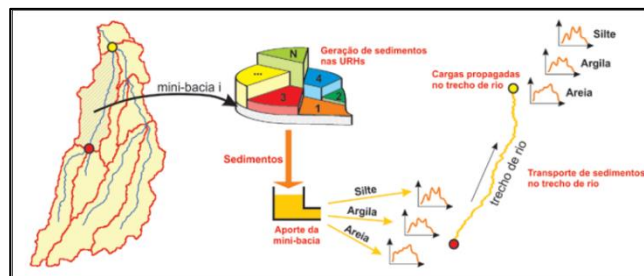 mini-bacia i
N
...
4
3
2
1
Geração de sedimentos
nas URHs
Sedimentos
Aporte da
mini-bacia
Silte
Argila
Areia
Silte
Argila
Areia
Cargas propagadas
no trecho de rio
trecho de rio
Transporte de sedimentos
no trecho de rio